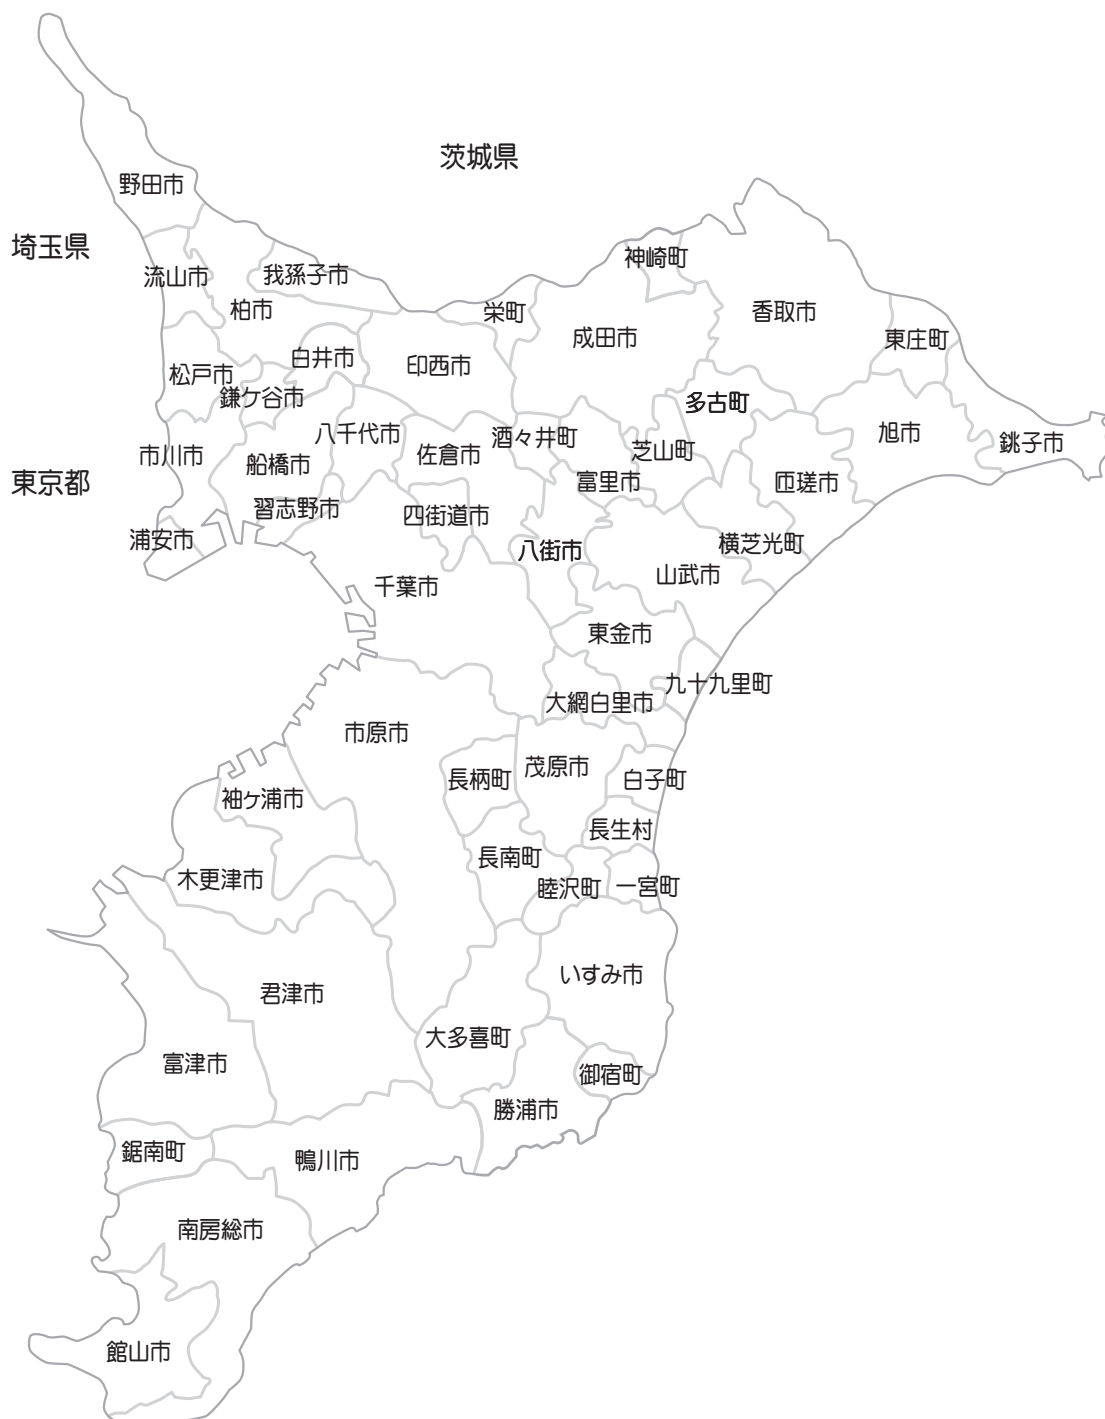 茨城県
野田市
埼玉県
神崎町
流山市
我孫子市
柏市
栄町
香取市
成田市
東庄町
白井市
印西市
松戸市
鎌ケ谷市
多古町
八千代市
酒々井町
旭市
銚子市
市川市
船橋市
佐倉市
芝山町
東京都
富里市
匝瑳市
習志野市
四街道市
浦安市
八街市
横芝光町
千葉市
山武市
東金市
九十九里町
大網白里市
市原市
茂原市
長柄町
白子町
袖ヶ浦市
長生村
長南町
木更津市
睦沢町
一宮町
いすみ市
君津市
大多喜町
富津市
御宿町
勝浦市
鋸南町
鴨川市
南房総市
館山市